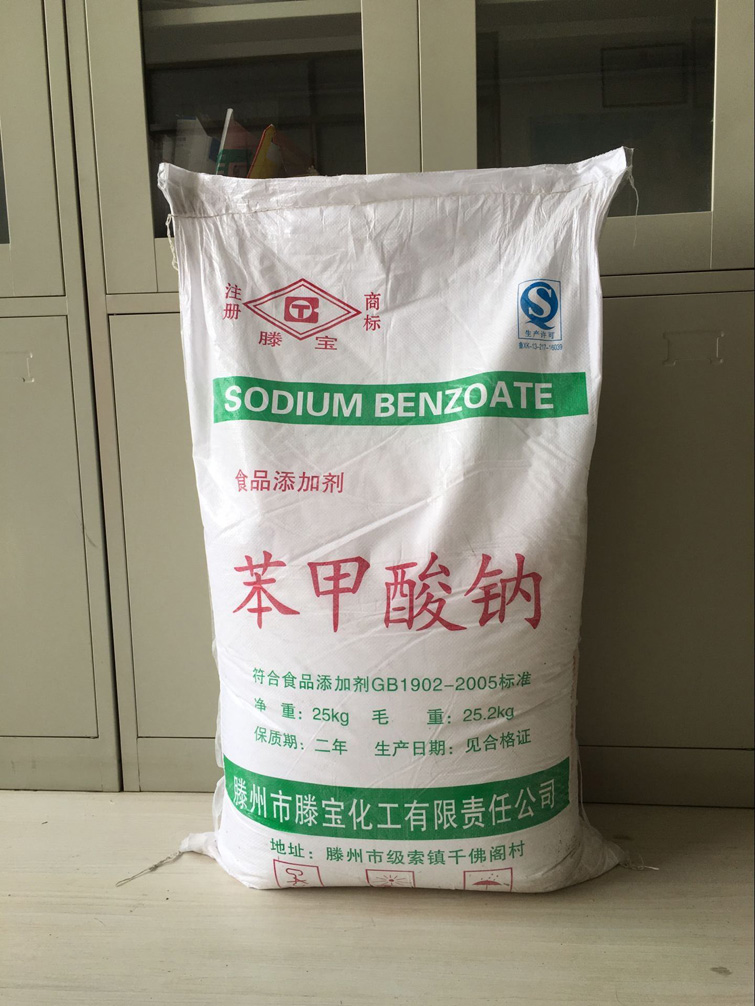 注册 商标
滕宝
生产许可
SODIUM BENZOATE
食品添加剂
苯甲酸钠
符合食品添加剂GB1902-2005标准
净 重：25kg 毛 重：25.2kg
保质期：二年 生产日期：见合格证
滕州市滕宝化工有限责任公司
地址：滕州市级索镇千佛阁村